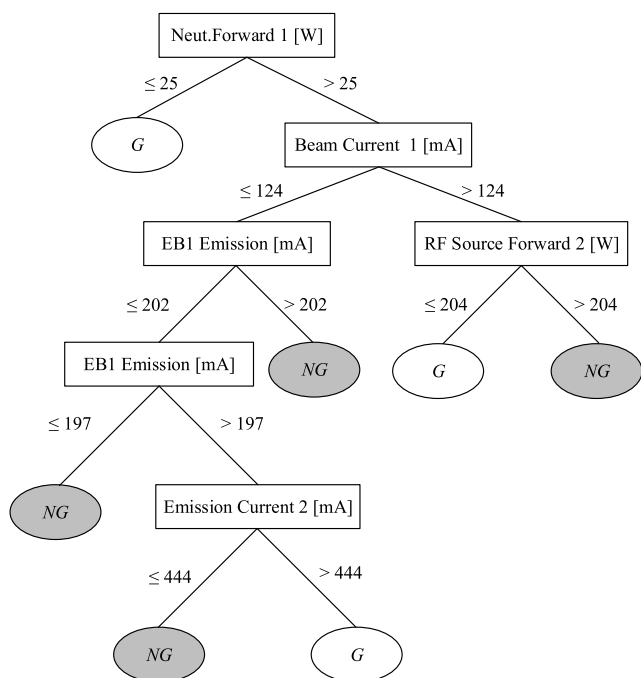 Neut.Forward 1 [W]
≤ 25
> 25
G
Beam Current 1 [mA]
≤ 124
> 124
EB1 Emission [mA]
RF Source Forward 2 [W]
≤ 202
> 202
≤ 204
> 204
EB1 Emission [mA]
NG
G
NG
≤ 197
> 197
NG
Emission Current 2 [mA]
≤ 444
> 444
NG
G